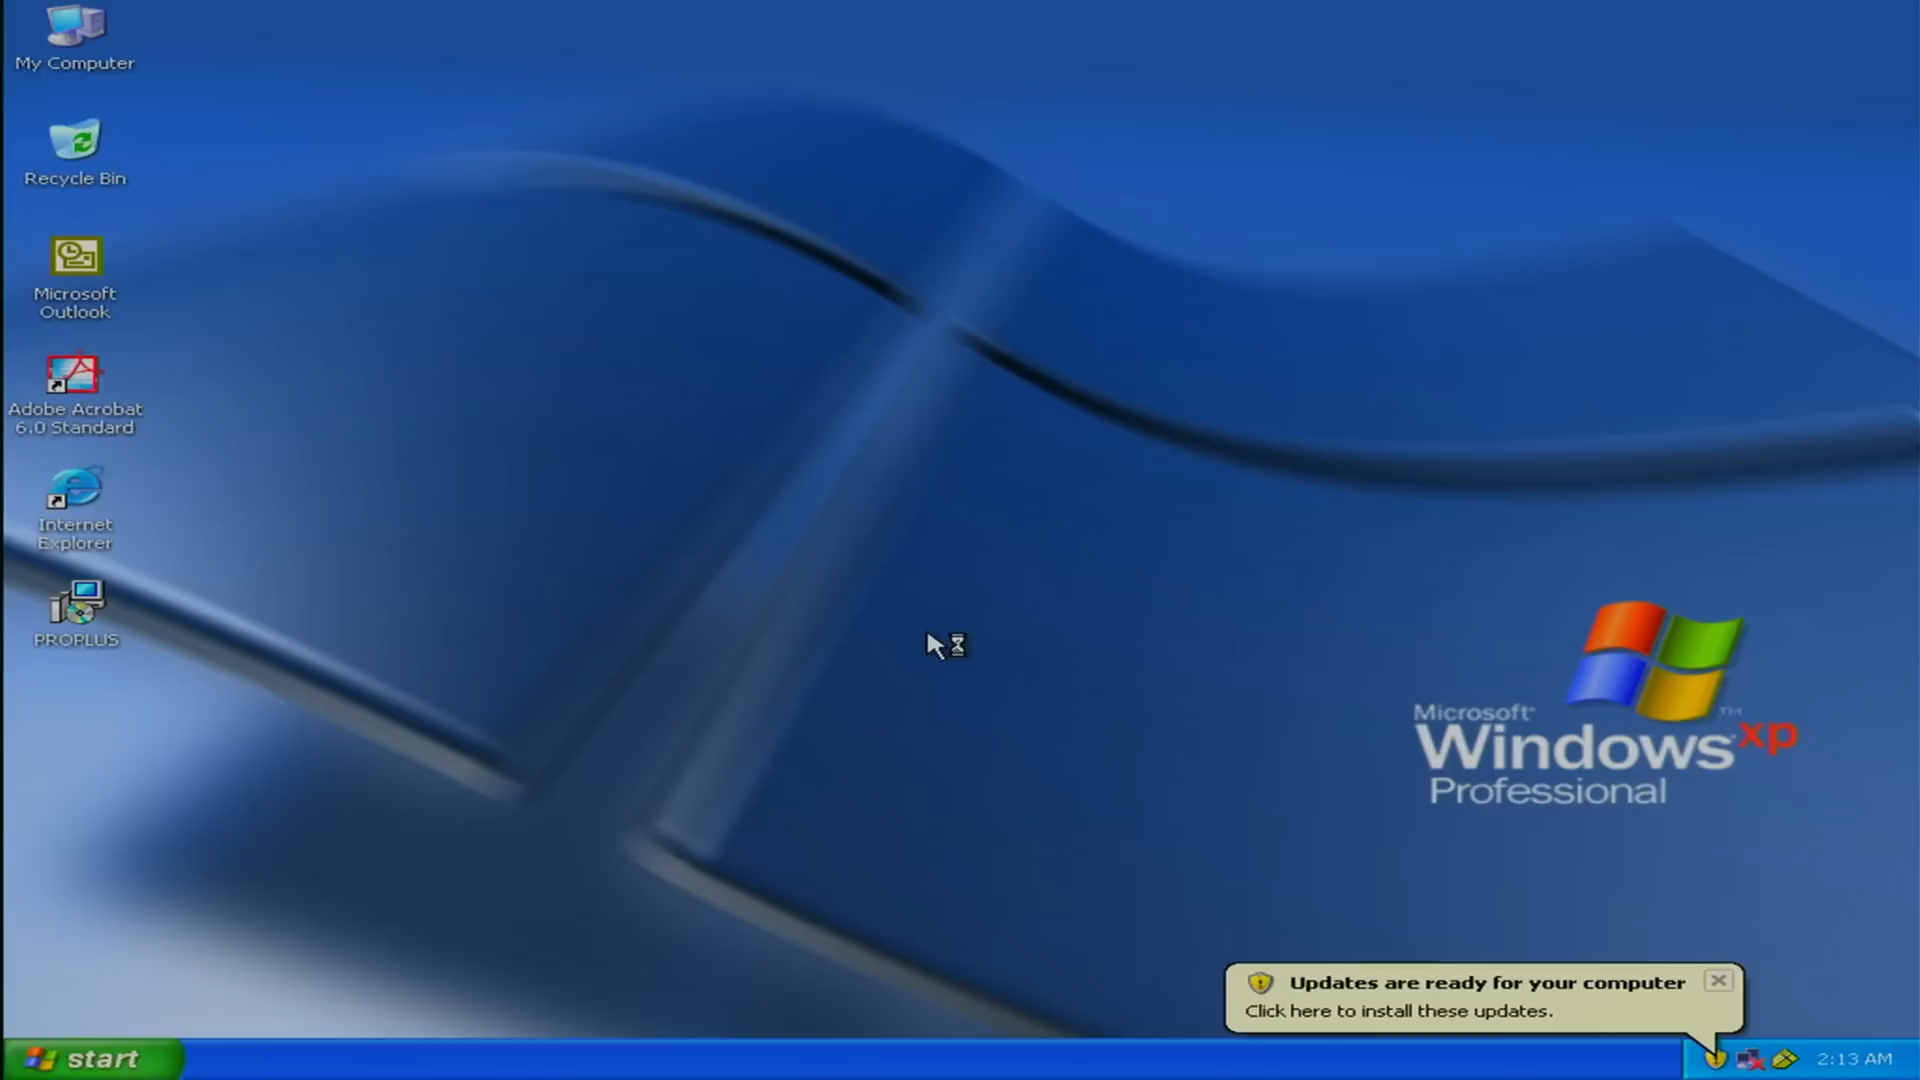 My Computer
Recycle Bin
Microsoft
Outlook
Adobe Acrobat
6.0 Standard
Internet
Explorer
PROPLUS
Microsoft®
Windows xp™
Professional
Updates are ready for your computer
Click here to install these updates.
start
2:13 AM